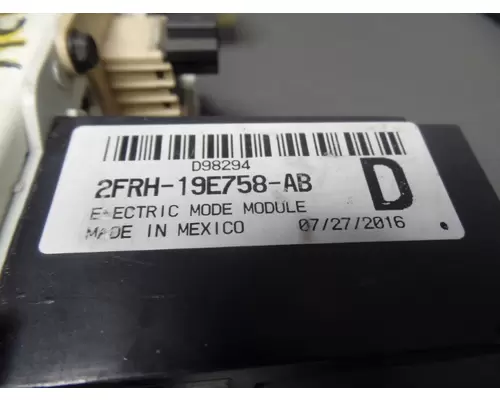 D98294
2FRH-19E758-AB
D
ELECTRIC MODE MODULE
MADE IN MEXICO 07/27/2016
e